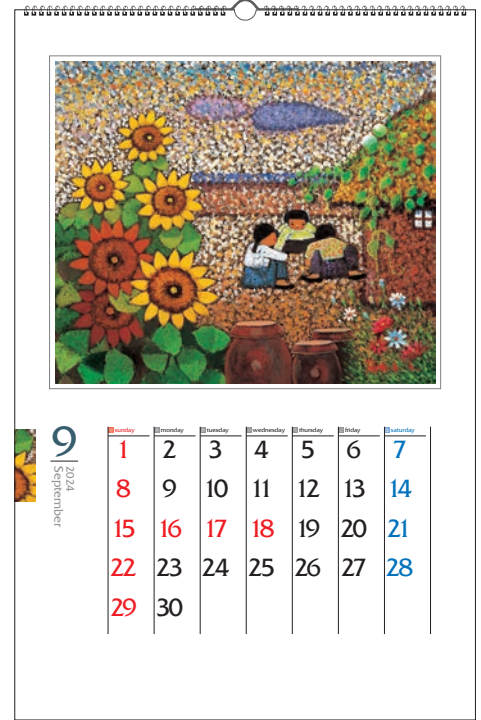 9
2024
September
sunday monday tuesday wednesday thursday friday saturday
1 2 3 4 5 6 7
8 9 10 11 12 13 14
15 16 17 18 19 20 21
22 23 24 25 26 27 28
29 30